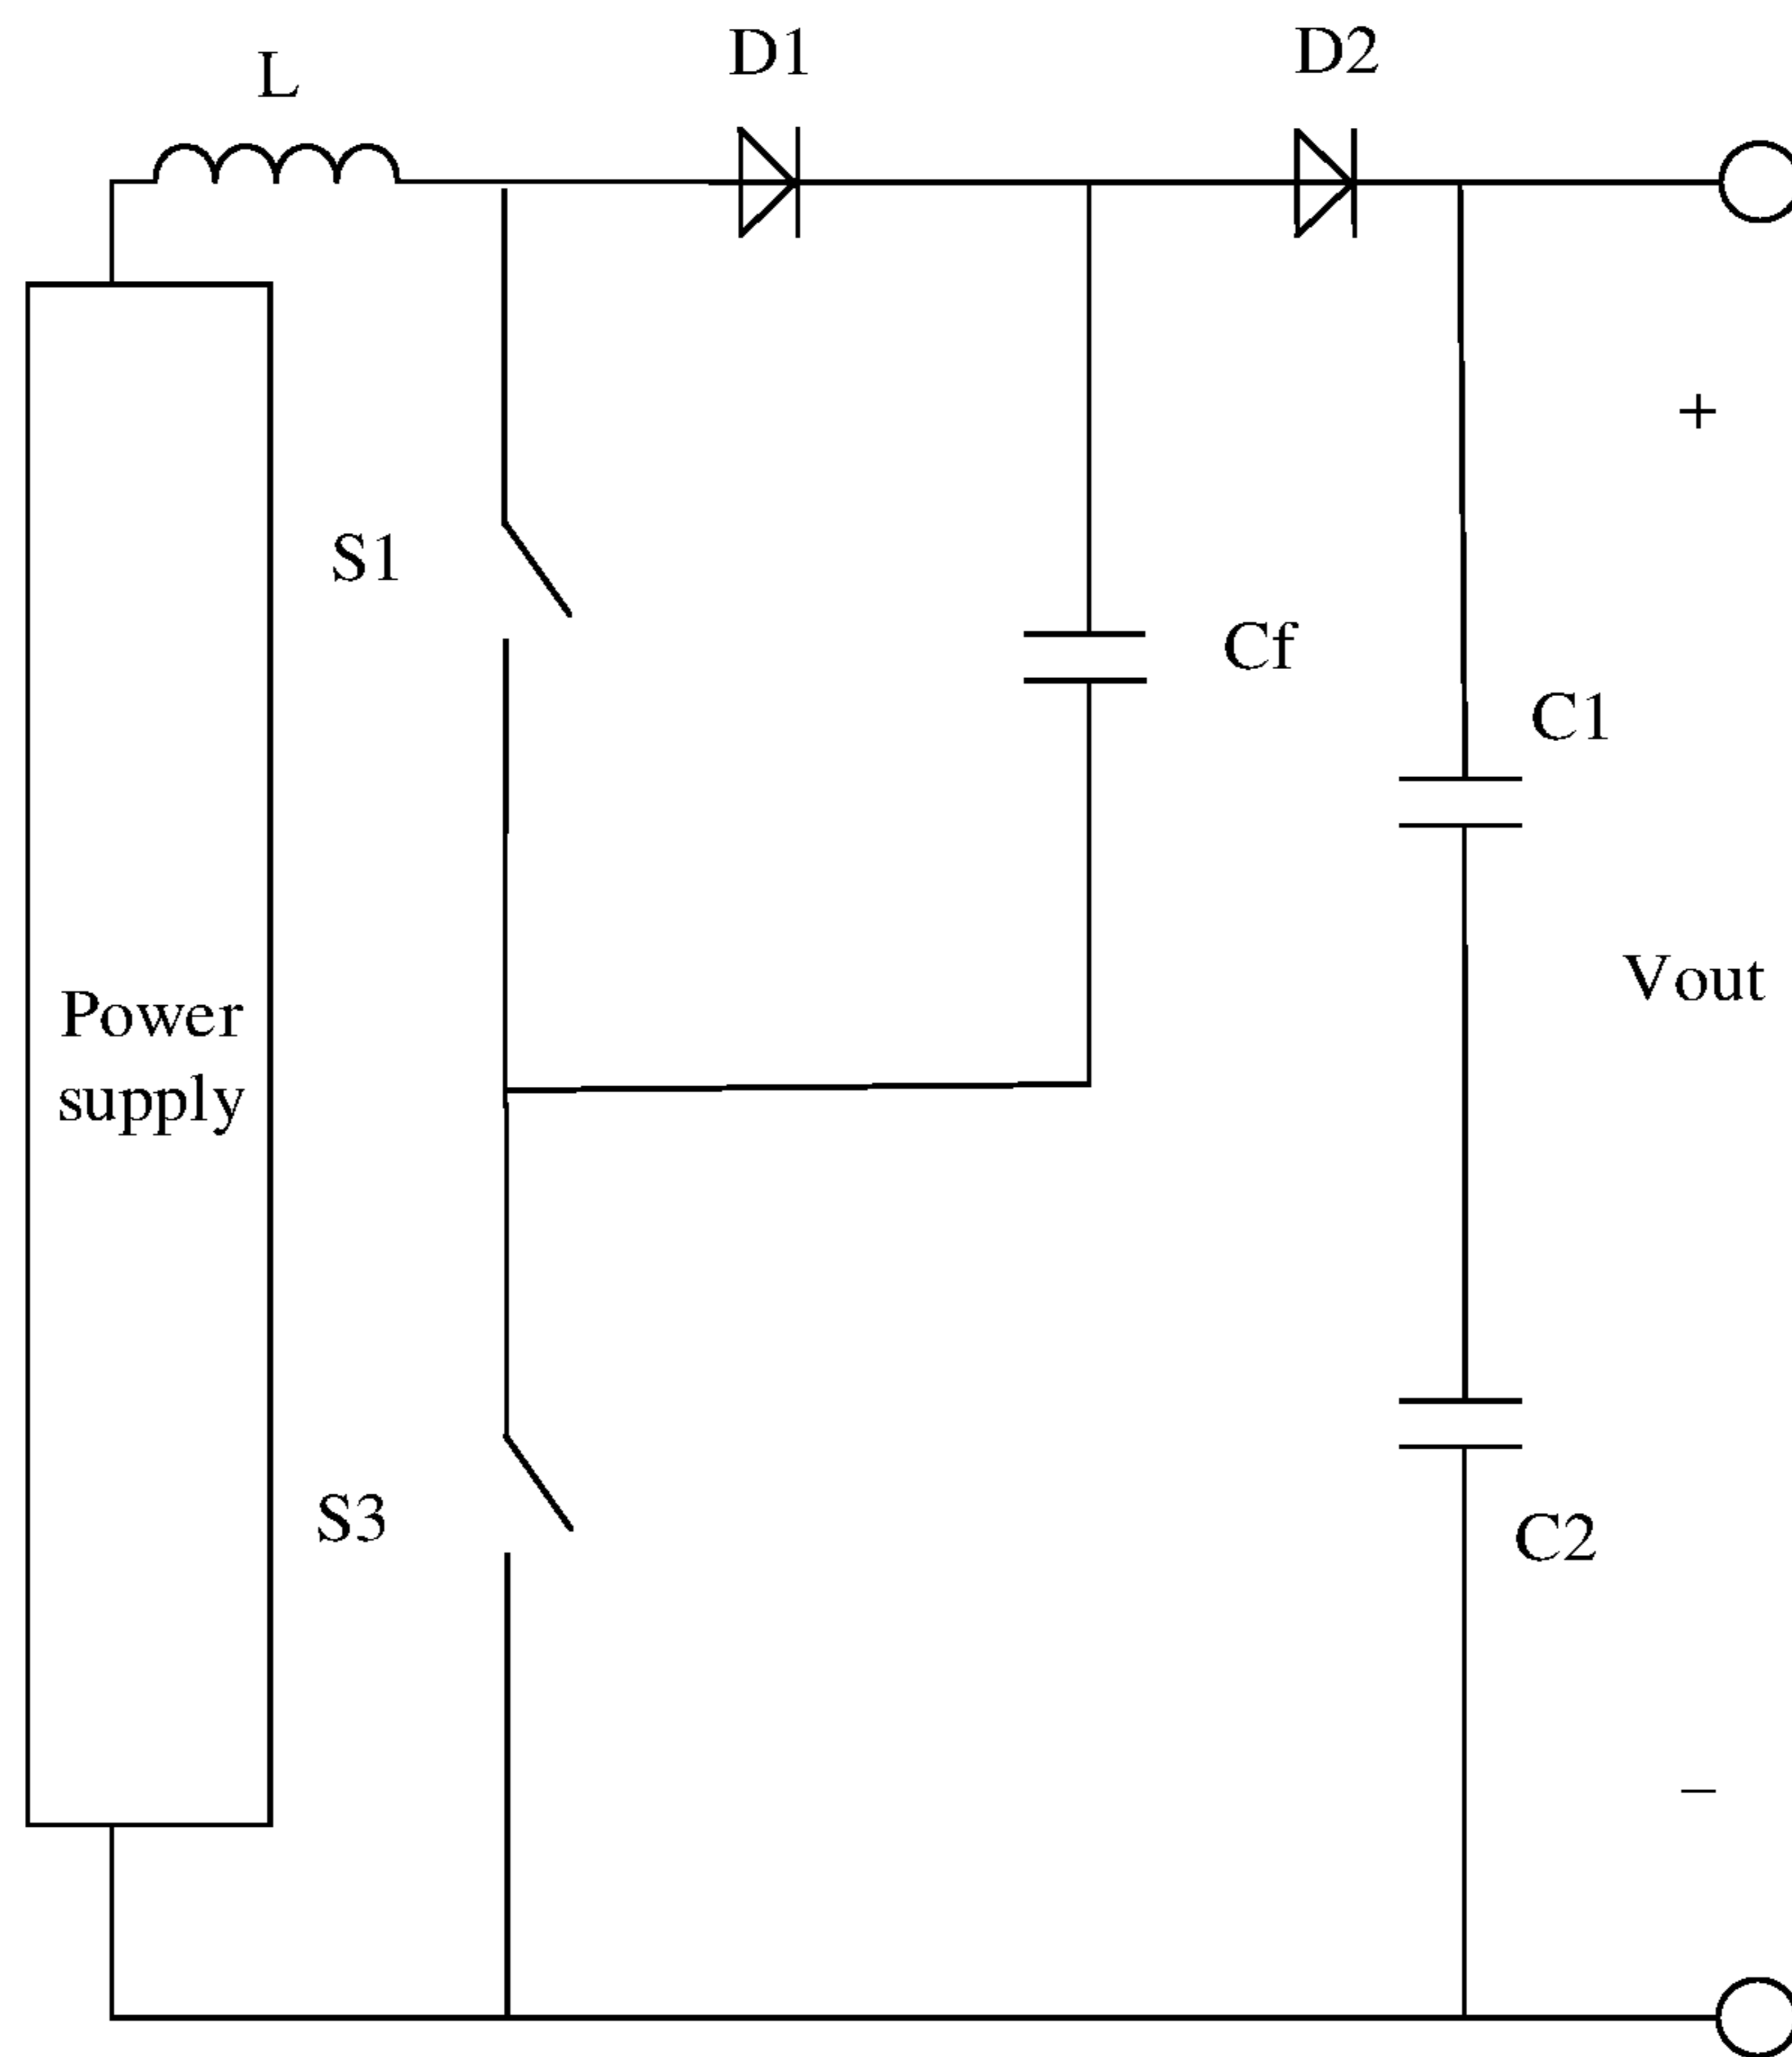 L
D1
D2
+
S1
Cf
C1
Vout
Power
supply
S3
C2
–